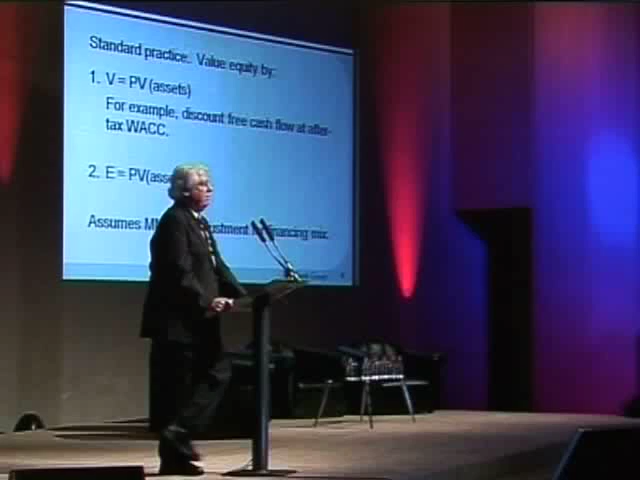 Standard practice: Value equity by:
1. V = PV (assets)
For example, discount free cash flow at after-
tax WACC.
2. E = PV(ass
Assumes financing mix.